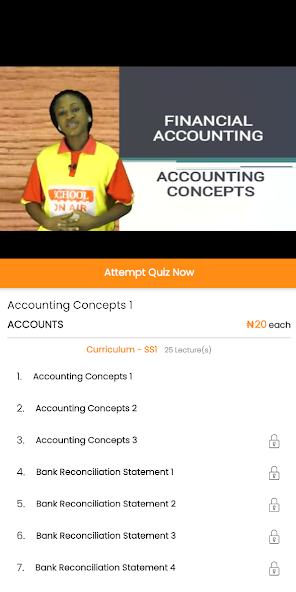 FINANCIAL
ACCOUNTING
ACCOUNTING
CONCEPTS
SCHOOL
ON AIR
Attempt Quiz Now
Accounting Concepts 1
ACCOUNTS ₦20 each
Curriculum - SS1 25 Lecture(s)
1. Accounting Concepts 1
2. Accounting Concepts 2
3. Accounting Concepts 3
4. Bank Reconciliation Statement 1
5. Bank Reconciliation Statement 2
6. Bank Reconciliation Statement 3
7. Bank Reconciliation Statement 4